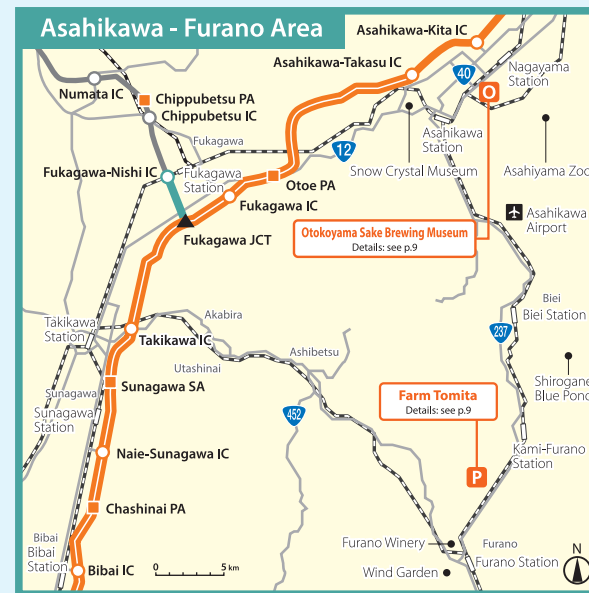 Asahikawa - Furano Area
Asahikawa-Kita IC
Asahikawa-Takasu IC
40
Nagayama
Station
Numata IC
Chippubetsu PA
Chippubetsu IC
O
Fukagawa
12
Asahikawa
Station
Snow Crystal Museum
Asahiyama Zoo
Fukagawa-Nishi IC
Fukagawa
Station
Otoe PA
Fukagawa IC
Fukagawa JCT
Otokoyama Sake Brewing Museum
Details: see p.9
Asahikawa
Airport
Biei
Biei Station
Akabira
Takikawa
Station
Takikawa IC
237
Ashibetsu
Utashinai
Shirogane
Blue Pond
Sunagawa SA
Sunagawa
Sunagawa
Station
Farm Tomita
Details: see p.9
452
Naie-Sunagawa IC
Kami-Furano
Station
P
Chashinai PA
Bibai
Bibai
Station
Bibai IC
0
5 km
Furano Winery
Furano
Furano Station
Wind Garden
N